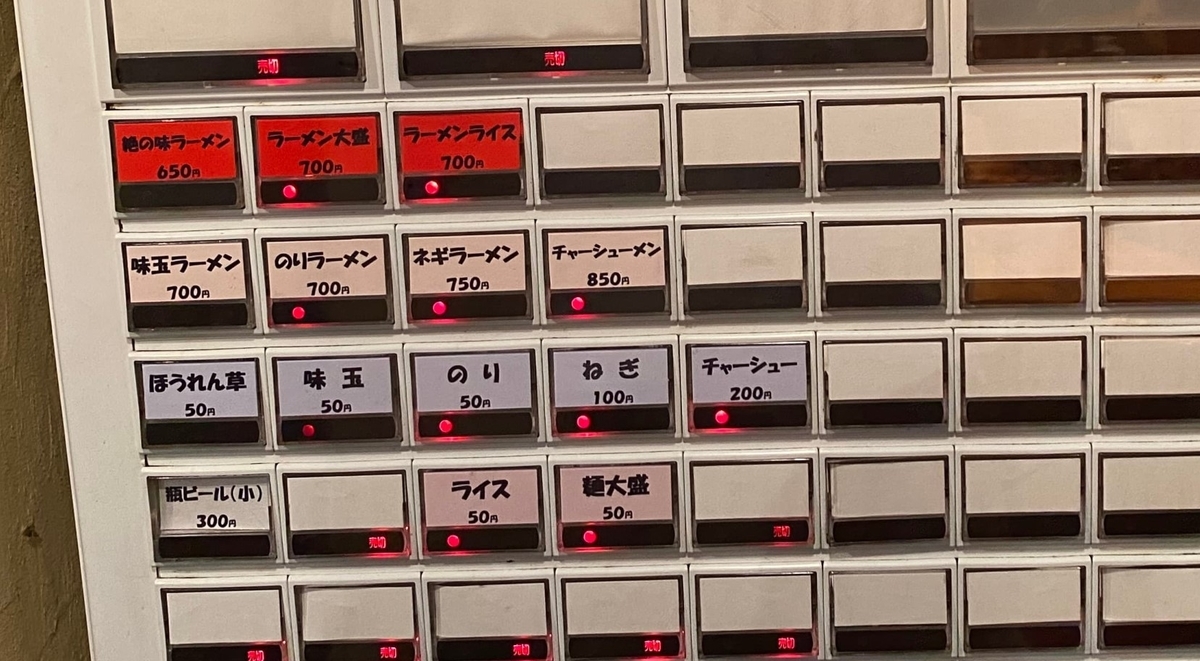 売切 売切
絶の味ラーメン ラーメン大盛 ラーメンライス
650円 700円 700円
味玉ラーメン のりラーメン ネギラーメン チャーシューメン
700円 700円 750円 850円
ほうれん草 味玉 のり ねぎ チャーシュー
50円 50円 50円 100円 200円
瓶ビール(小) ライス 麺大盛
300円 50円 50円
売切 売切
売切 売切 売切 売切 売切